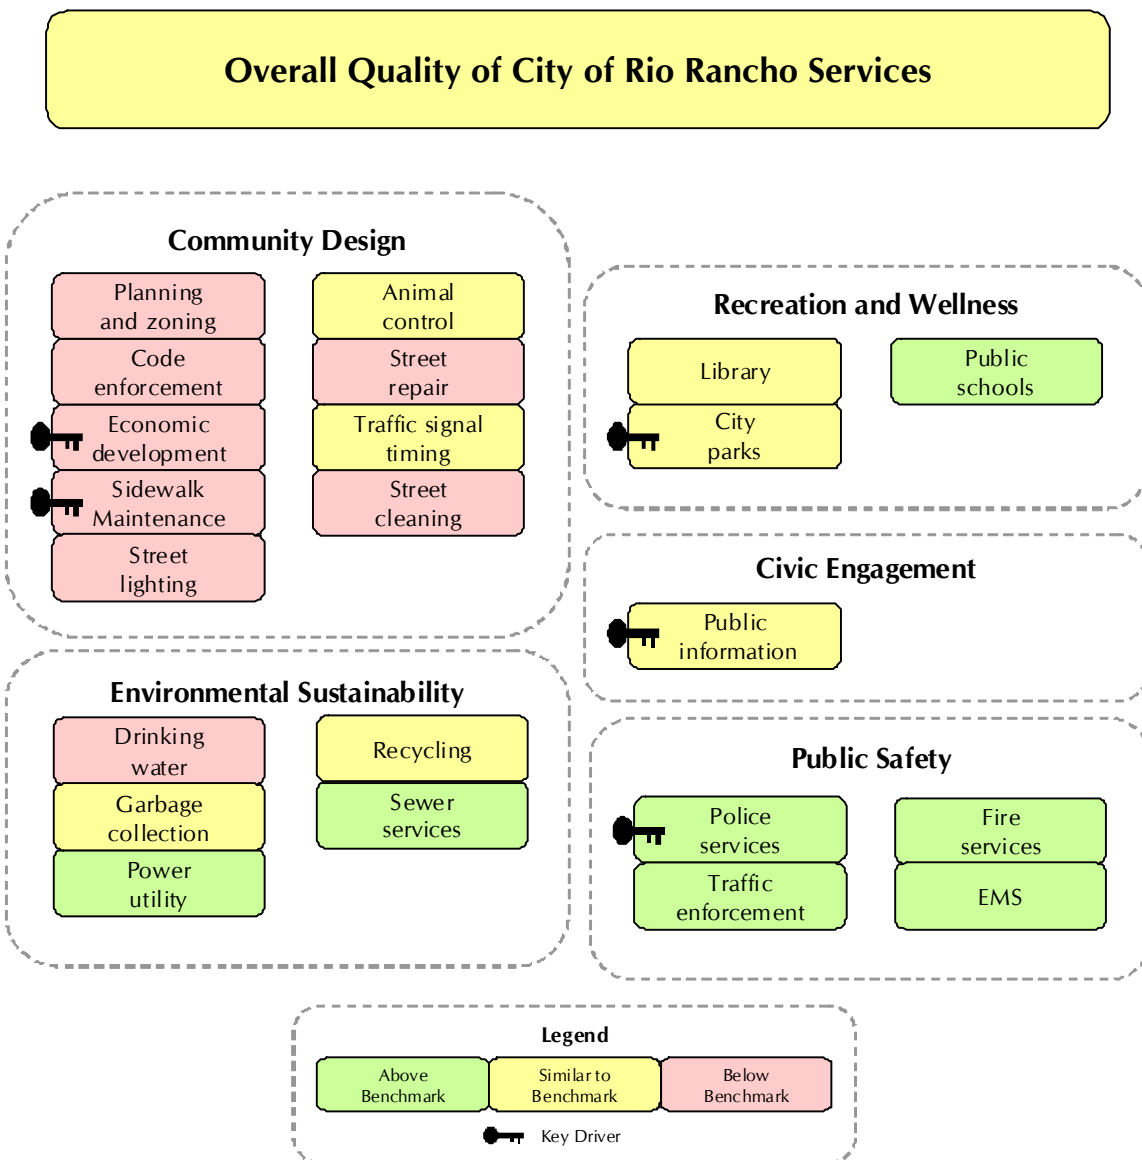 Overall Quality of City of Rio Rancho Services
Community Design
Planning
and zoning
Code
enforcement
Economic
development
Sidewalk
Maintenance
Street
lighting
Animal
control
Street
repair
Traffic signal
timing
Street
cleaning
Recreation and Wellness
Library
City
parks
Public
schools
Civic Engagement
Public
information
Environmental Sustainability
Drinking
water
Garbage
collection
Power
utility
Recycling
Sewer
services
Public Safety
Police
services
Traffic
enforcement
Fire
services
EMS
Legend
Above
Benchmark
Similar to
Benchmark
Below
Benchmark
Key Driver